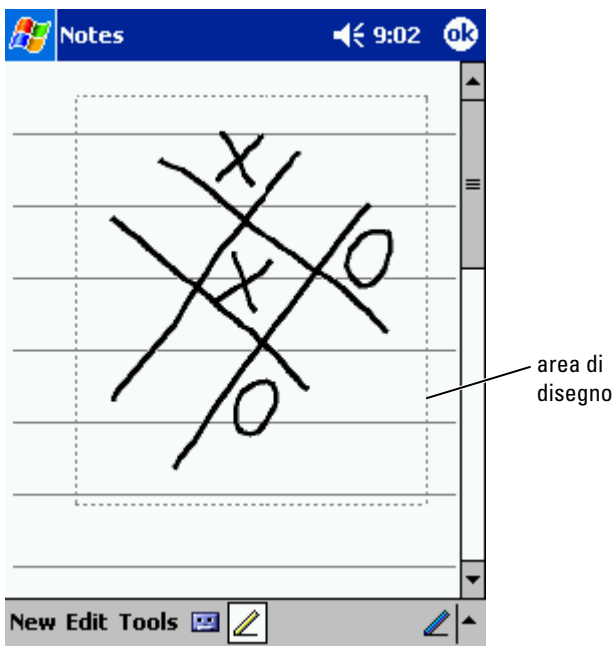 Notes 9:02 ok
X
O
X
O
area di
disegno
New Edit Tools